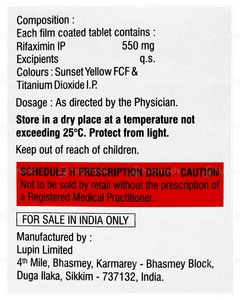 Composition :
Each film coated tablet contains :
Rifaximin IP 550 mg
Excipients q.s.
Colours : Sunset Yellow FCF &
Titanium Dioxide I.P.
Dosage : As directed by the Physician.
Store in a dry place at a temperature not
exceeding 25°C. Protect from light.
Keep out of reach of children.
SCHEDULE H PRESCRIPTION DRUG - CAUTION
Not to be sold by retail without the prescription of
a Registered Medical Practitioner.
FOR SALE IN INDIA ONLY
Manufactured by :
Lupin Limited
4th Mile, Bhasmey, Karmarey - Bhasmey Block,
Duga Ilaka, Sikkim - 737132, India.